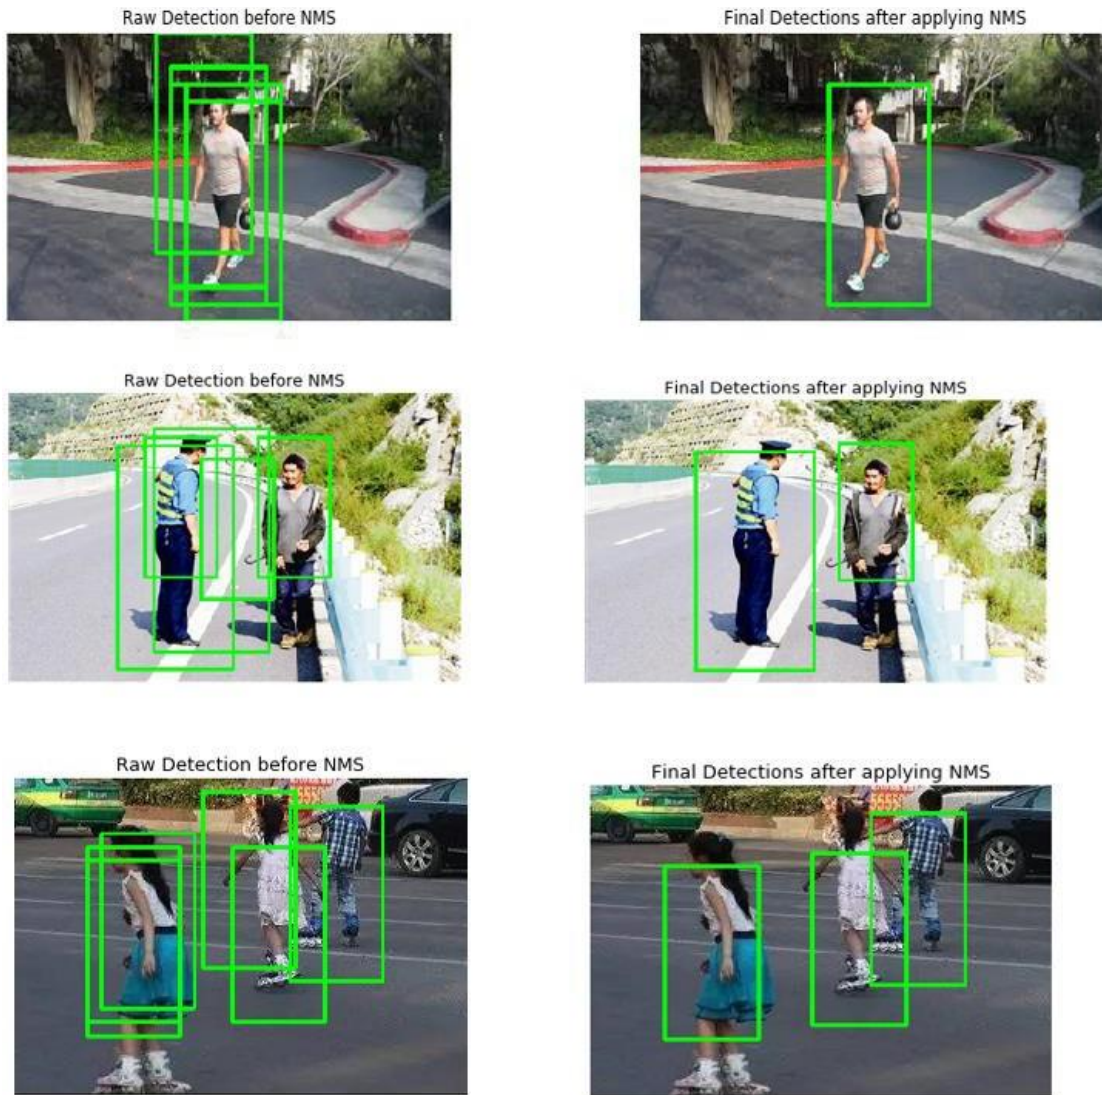 Raw Detection before NMS
Final Detections after applying NMS
Raw Detection before NMS
Final Detections after applying NMS
Raw Detection before NMS
Final Detections after applying NMS